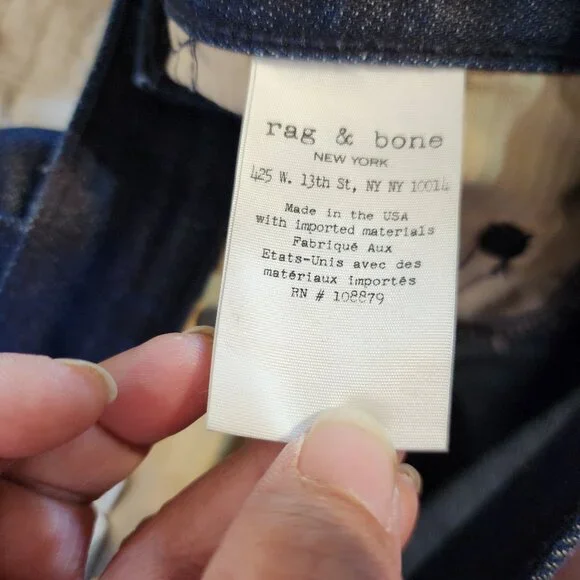 rag & bone
NEW YORK
425 W. 13th St, NY NY 10014
Made in the USA
with imported materials
Fabriqué Aux
Etats-Unis avec des
matériaux importés
RN # 108879